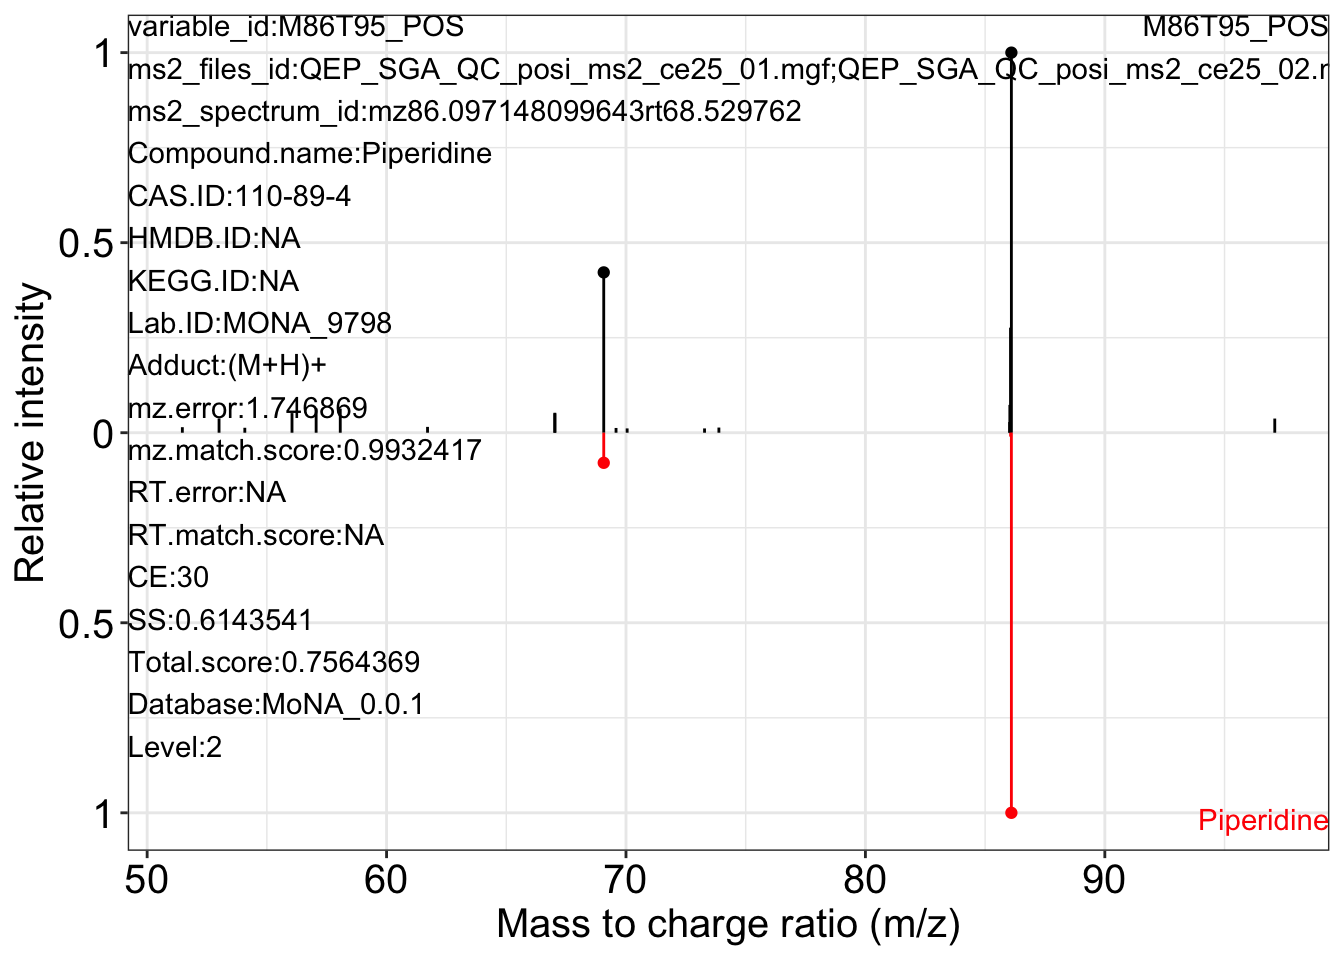 variable_id:M86T95_POS
M86T95_POS
ms2_files_id:QEP_SGA_QC_posi_ms2_ce25_01.mgf;QEP_SGA_QC_posi_ms2_ce25_02.r
ms2_spectrum_id:mz86.097148099643rt68.529762
Compound.name:Piperidine
CAS.ID:110-89-4
HMDB.ID:NA
KEGG.ID:NA
Lab.ID:MONA_9798
Adduct:(M+H)+
mz.error:1.746869
mz.match.score:0.9932417
RT.error:NA
RT.match.score:NA
CE:30
SS:0.6143541
Total.score:0.7564369
Database:MoNA_0.0.1
Level:2
Piperidine
1
0.5
0
0.5
1
Relative intensity
50 60 70 80 90
Mass to charge ratio (m/z)